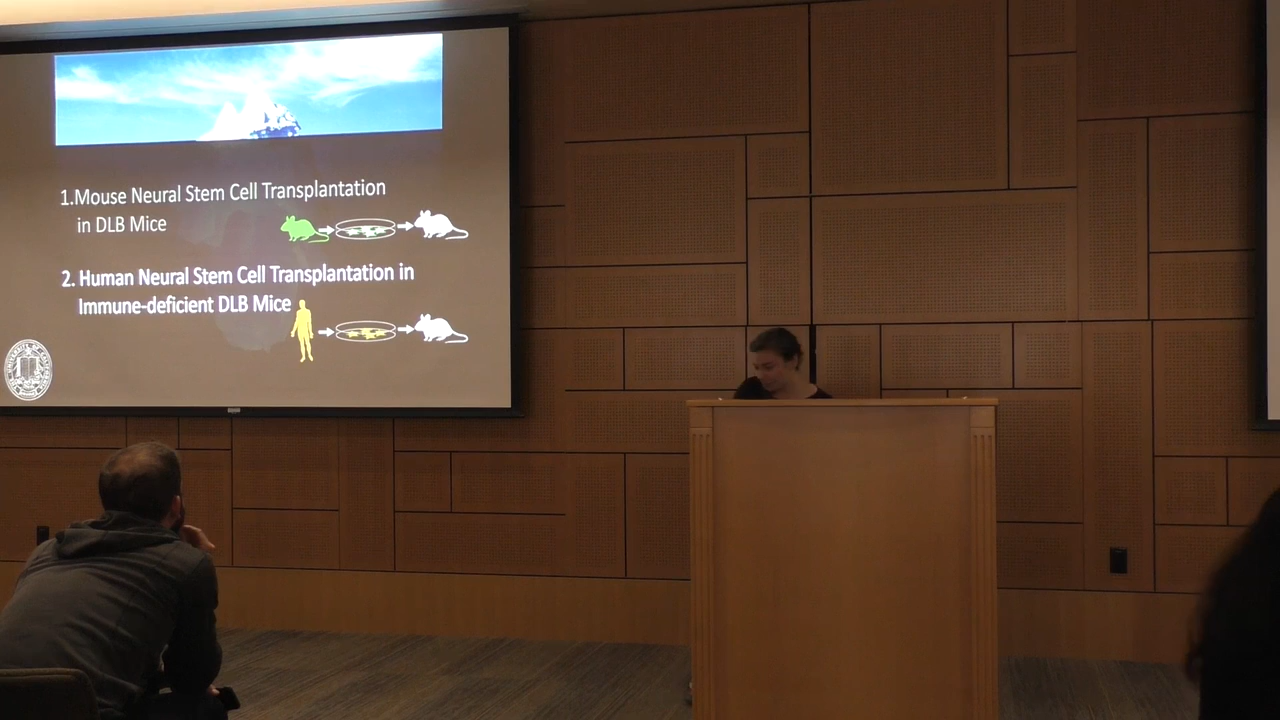 1.Mouse Neural Stem Cell Transplantation
in DLB Mice
2. Human Neural Stem Cell Transplantation in
Immune-deficient DLB Mice